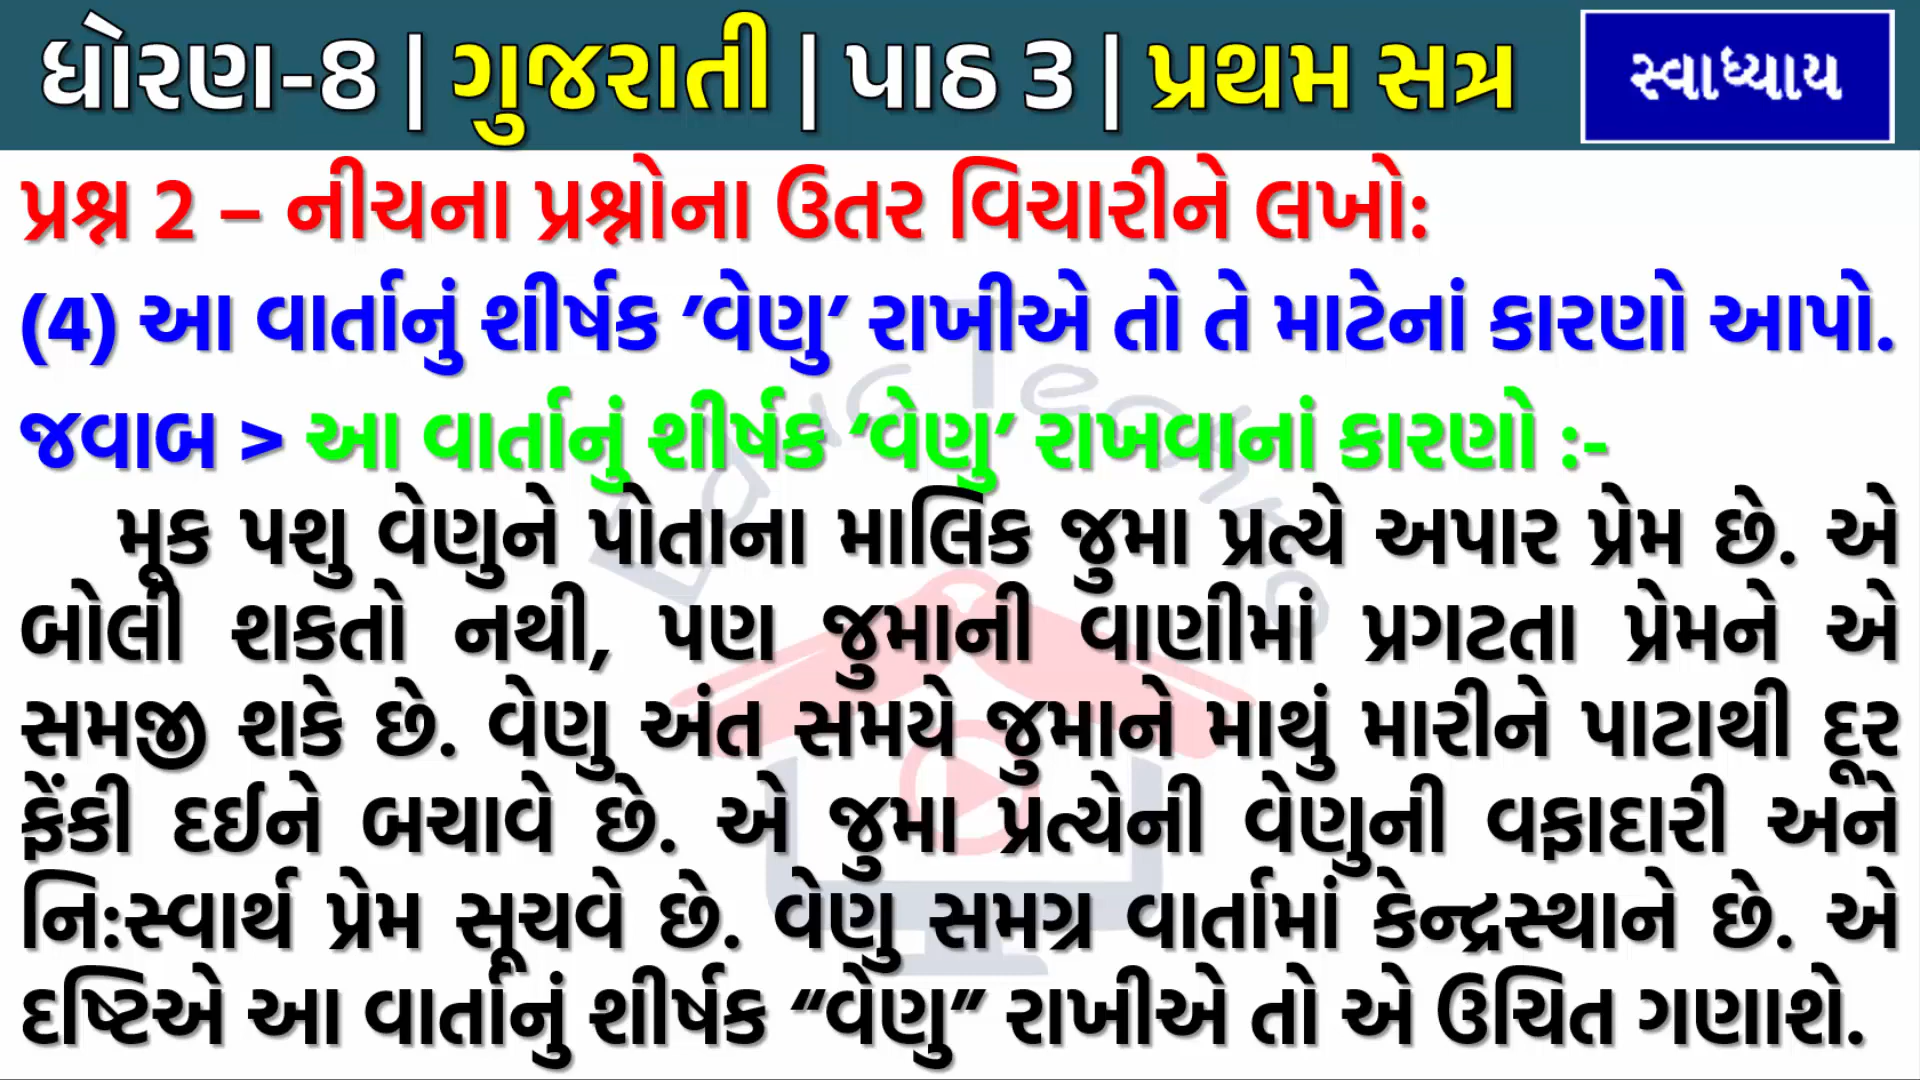 ધોરણ-8 | ગુજરાતી | પાઠ 3 | પ્રથમ સત્ર
સ્વાધ્યાય
પ્રશ્ન 2 – નીચના પ્રશ્નોના ઉતર વિચારીને લખો:
(4) આ વાર્તાનું શીર્ષક ‘વેણુ’ રાખીએ તો તે માટેનાં કારણો આપો.
જવાબ > આ વાર્તાનું શીર્ષક ‘વેણુ’ રાખવાનાં કારણો :-
મૂક પશુ વેણુને પોતાના માલિક જુમા પ્રત્યે અપાર પ્રેમ છે. એ
બોલી શકતો નથી, પણ જુમાની વાણીમાં પ્રગટતા પ્રેમને એ
સમજી શકે છે. વેણુ અંત સમયે જુમાને માથું મારીને પાટાથી દૂર
ફેંકી દઈને બચાવે છે. એ જુમા પ્રત્યેની વેણુની વફાદારી અને
નિ:સ્વાર્થ પ્રેમ સૂચવે છે. વેણુ સમગ્ર વાર્તામાં કેન્દ્રસ્થાને છે. એ
દષ્ટિએ આ વાર્તાનું શીર્ષક “વેણુ” રાખીએ તો એ ઉચિત ગણાશે.